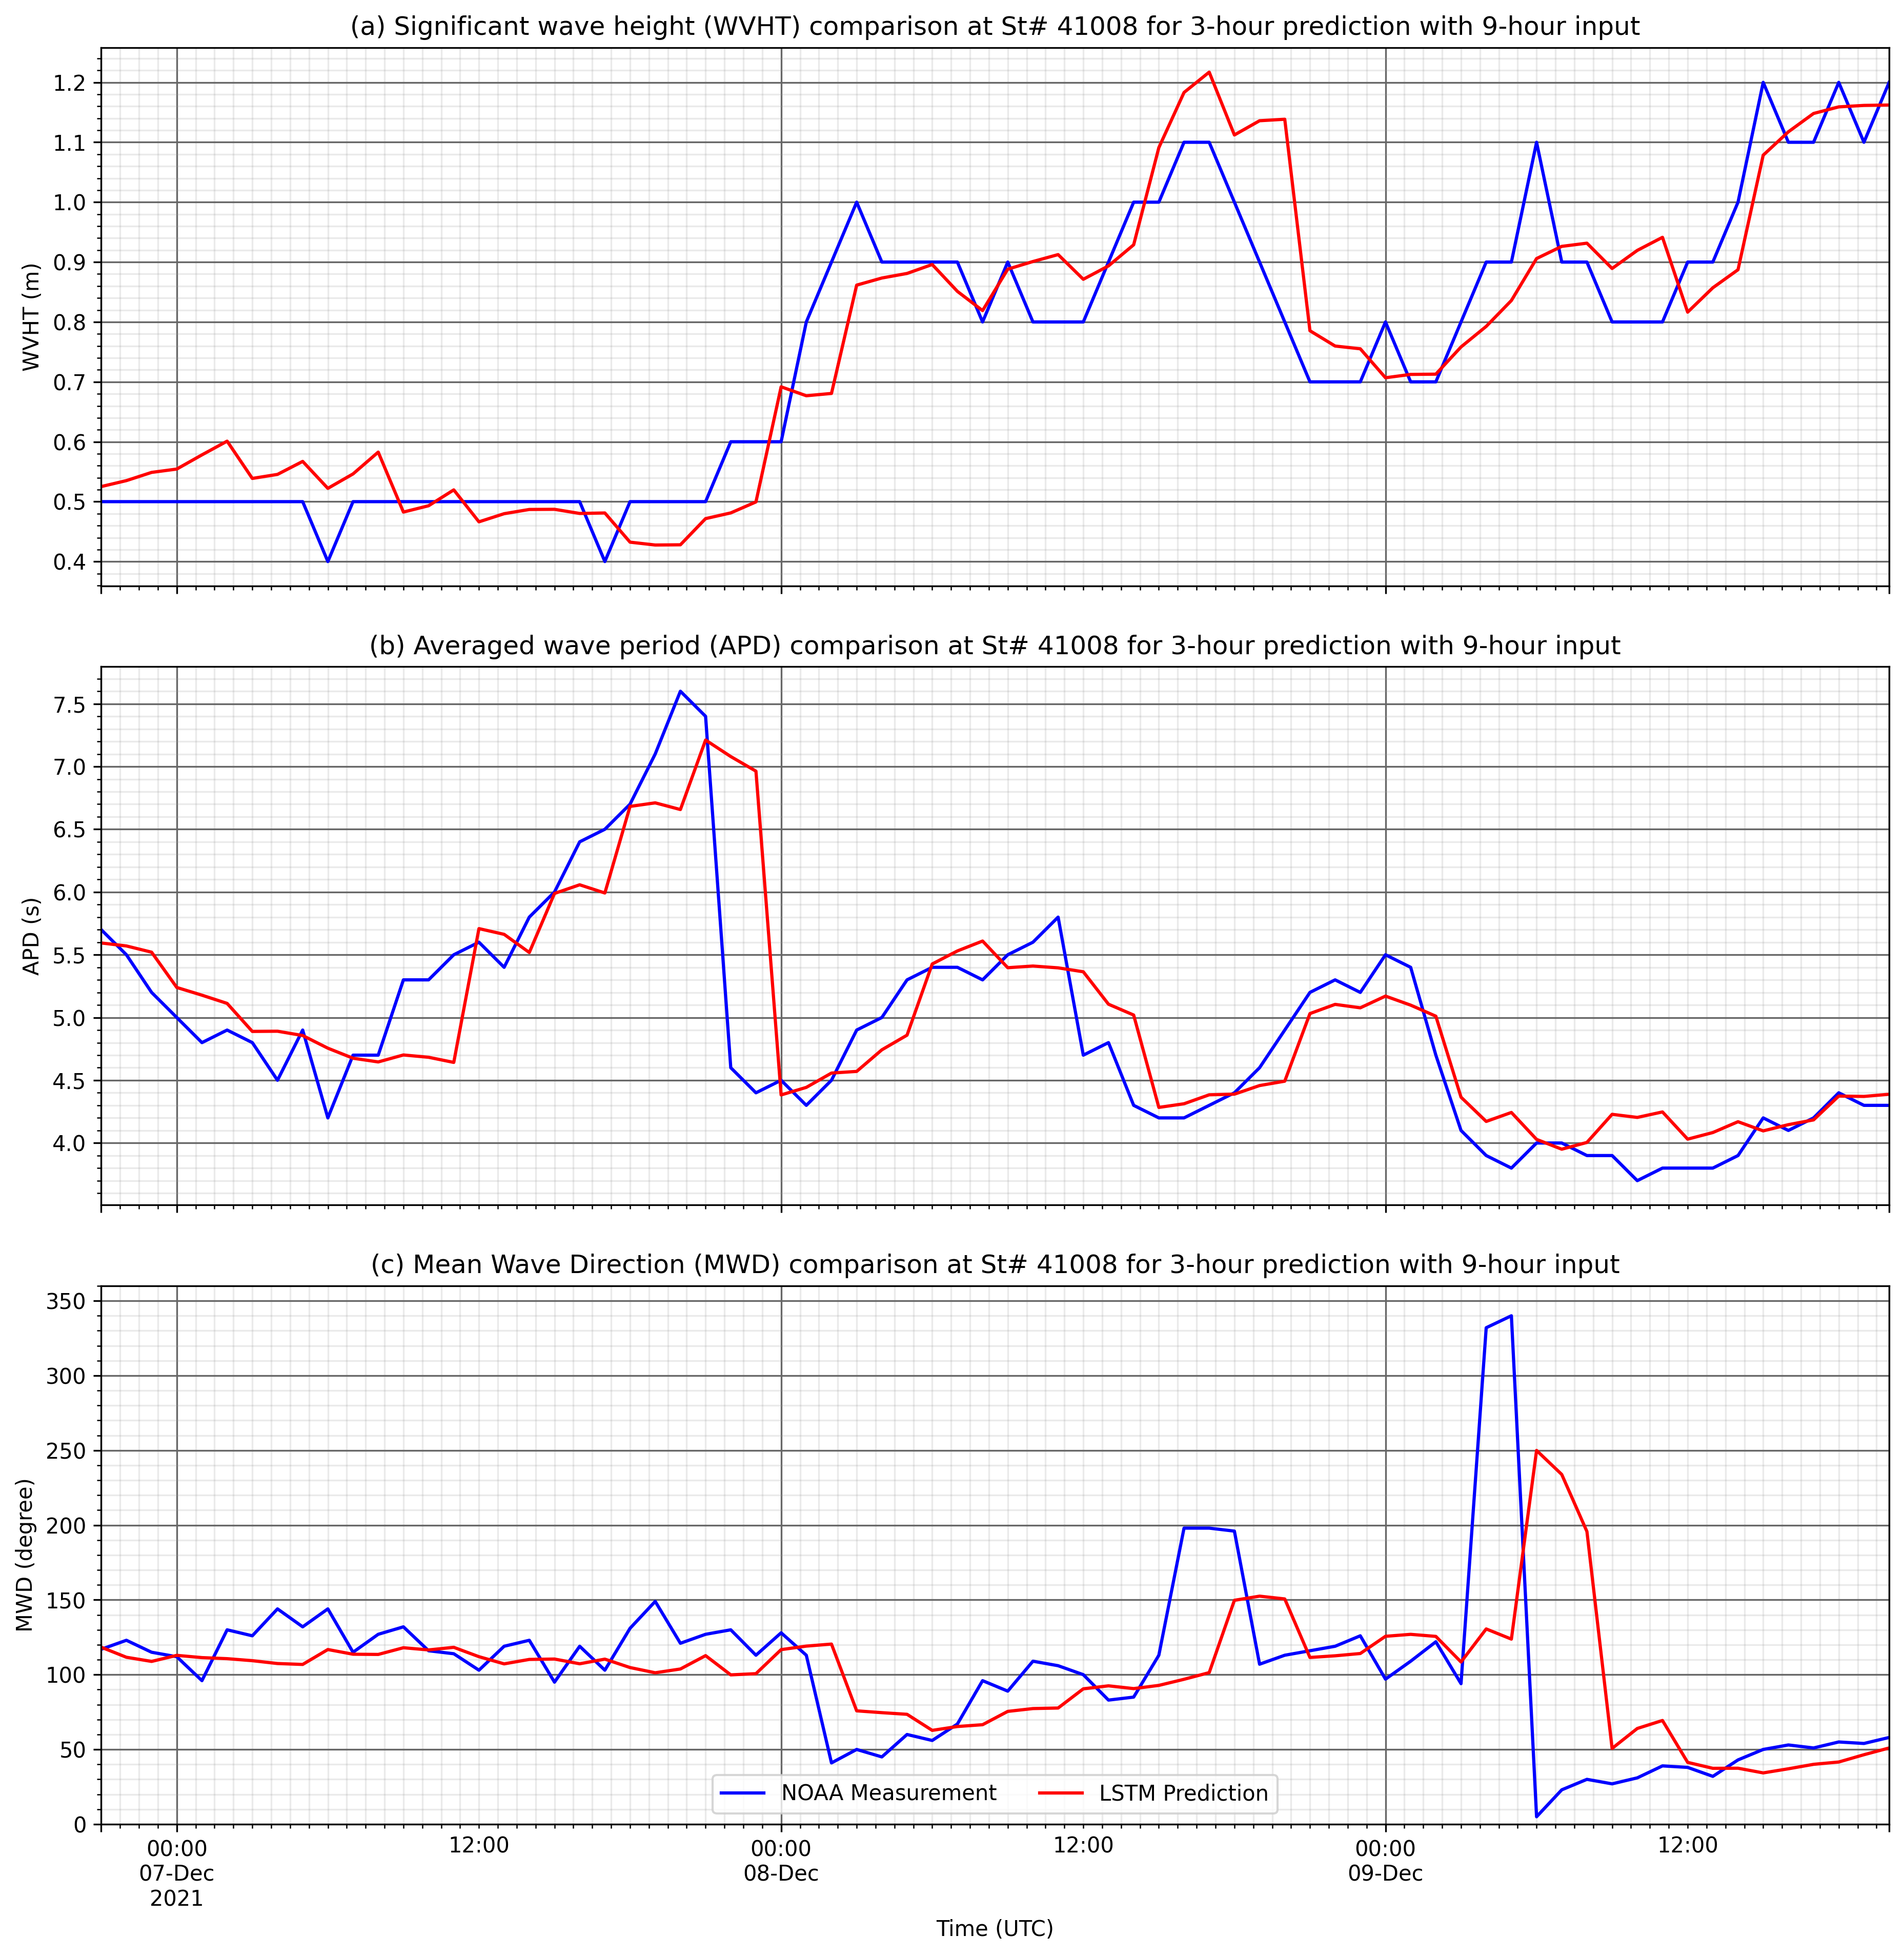 (a) Significant wave height (WVHT) comparison at St# 41008 for 3-hour prediction with 9-hour input
1.2
1.1
1.0
0.9
0.8
0.7
0.6
0.5
0.4
WVHT (m)
(b) Averaged wave period (APD) comparison at St# 41008 for 3-hour prediction with 9-hour input
7.5
7.0
6.5
6.0
5.5
5.0
4.5
4.0
APD (s)
(c) Mean Wave Direction (MWD) comparison at St# 41008 for 3-hour prediction with 9-hour input
350
300
250
200
150
100
50
0
MWD (degree)
NOAA Measurement LSTM Prediction
00:00 12:00 00:00 12:00 00:00 12:00
07-Dec 08-Dec 09-Dec
2021
Time (UTC)